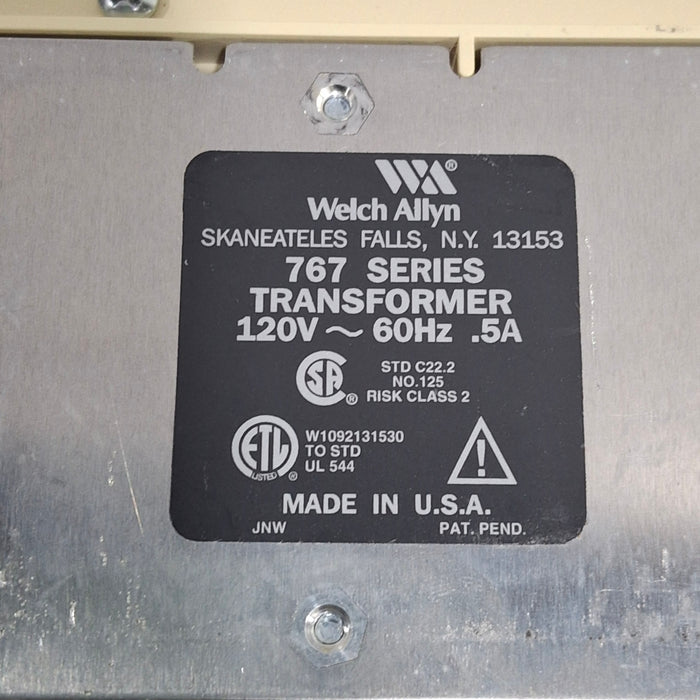 WA®
Welch Allyn
SKANEATELES FALLS, N.Y. 13153
767 SERIES
TRANSFORMER
120V ~ 60Hz .5A
CSA ®
STD C22.2
NO.125
RISK CLASS 2
ETL
LISTED ®
W1092131530
TO STD
UL 544
!
MADE IN U.S.A.
JNW PAT. PEND.